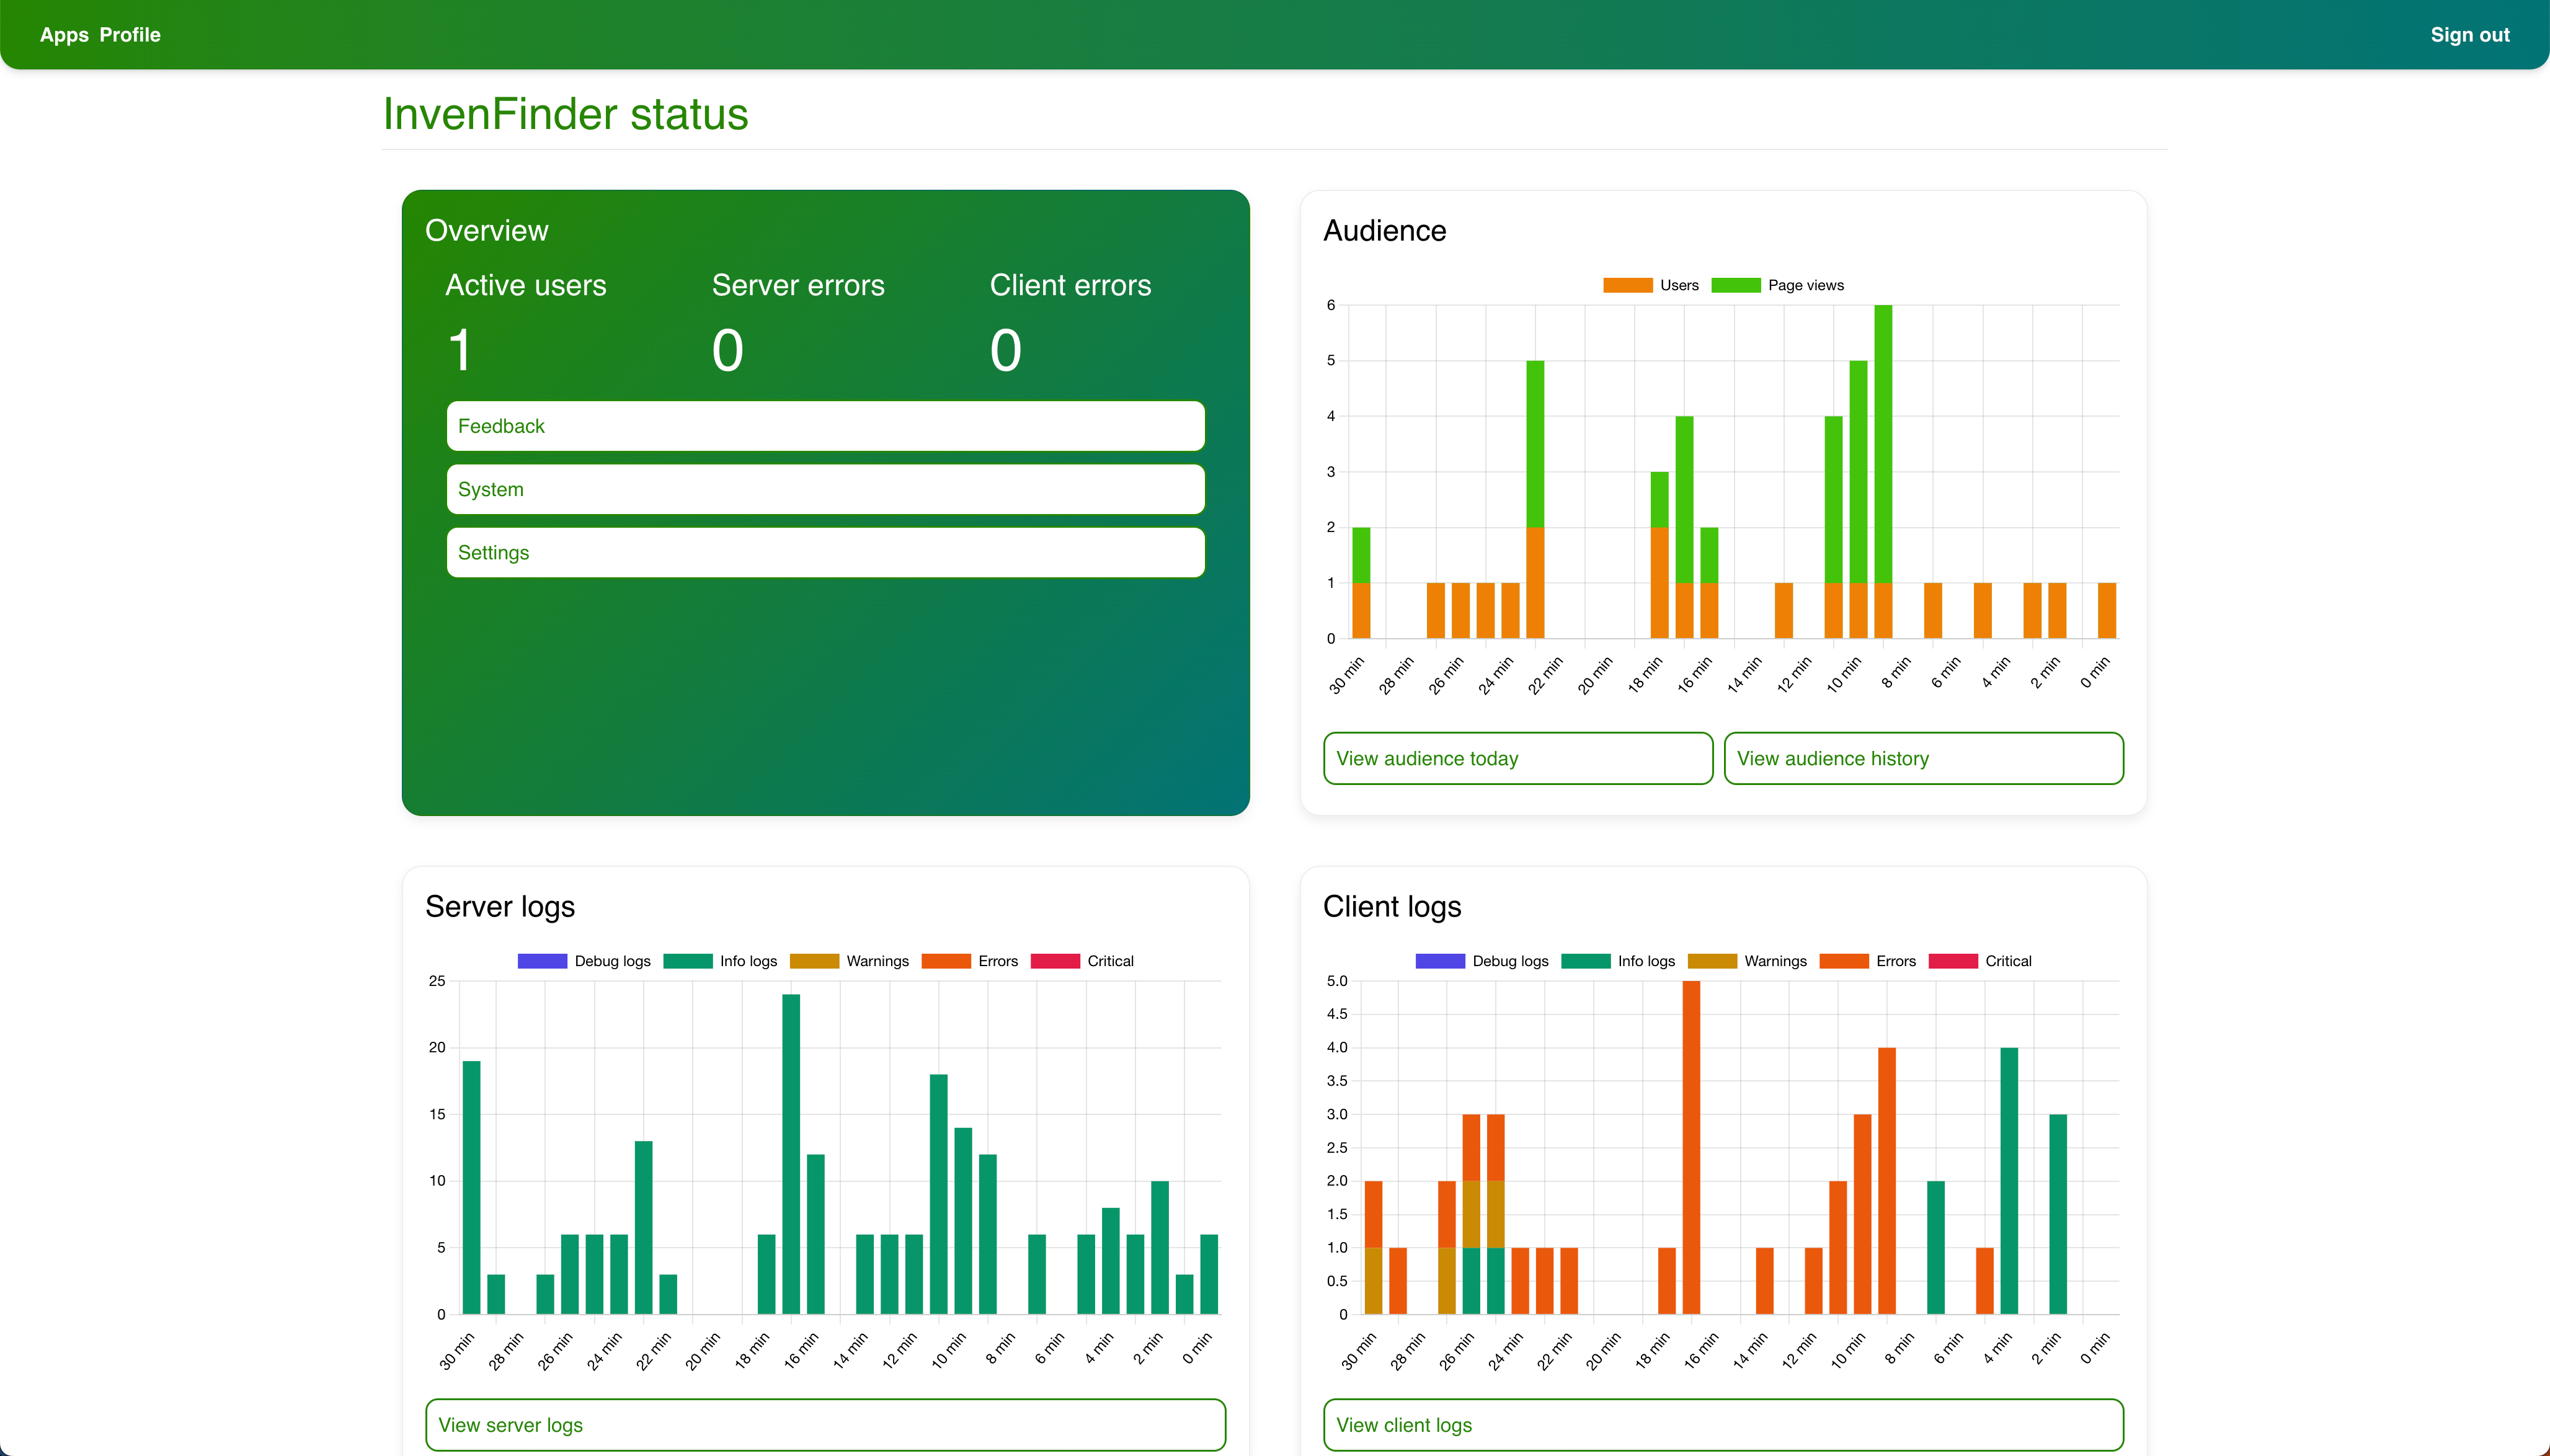 Apps Profile Sign out
InvenFinder status
Overview
Active users Server errors Client errors
1 0 0
Feedback
System
Settings
Audience
Users Page views
6
5
4
3
2
1
0
30 min 28 min 26 min 24 min 22 min 20 min 18 min 16 min 14 min 12 min 10 min 8 min 6 min 4 min 2 min 0 min
View audience today View audience history
Server logs
Debug logs Info logs Warnings Errors Critical
25
20
15
10
5
0
30 min 28 min 26 min 24 min 22 min 20 min 18 min 16 min 14 min 12 min 10 min 8 min 6 min 4 min 2 min 0 min
View server logs
Client logs
Debug logs Info logs Warnings Errors Critical
5.0
4.5
4.0
3.5
3.0
2.5
2.0
1.5
1.0
0.5
0
30 min 28 min 26 min 24 min 22 min 20 min 18 min 16 min 14 min 12 min 10 min 8 min 6 min 4 min 2 min 0 min
View client logs